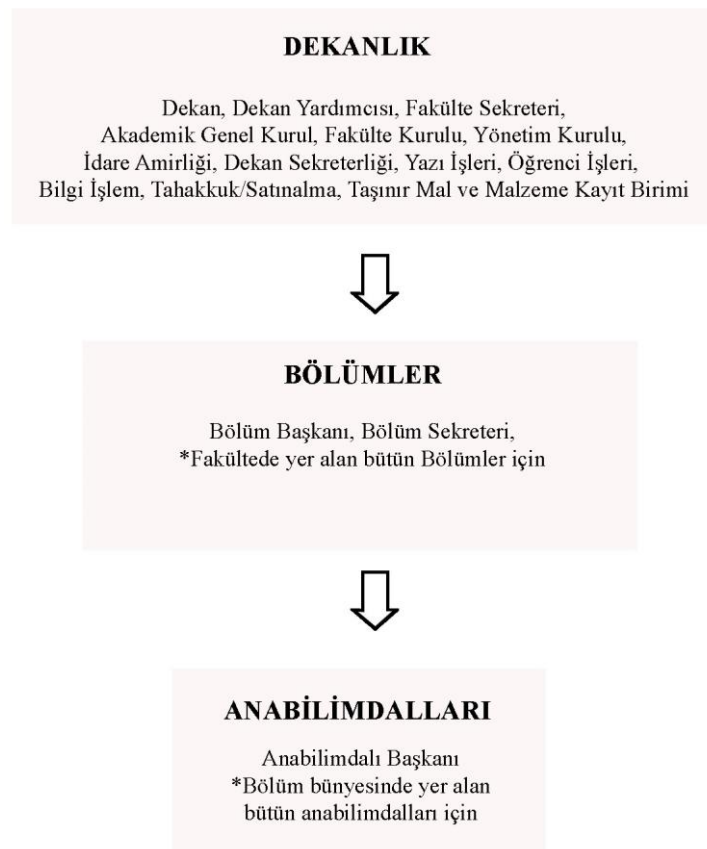 DEKANLIK
Dekan, Dekan Yardımcısı, Fakülte Sekreteri,
Akademik Genel Kurul, Fakülte Kurulu, Yönetim Kurulu,
İdare Amirliği, Dekan Sekreterliği, Yazı İşleri, Öğrenci İşleri,
Bilgi İşlem, Tahakkuk/Satınalma, Taşınır Mal ve Malzeme Kayıt Birimi
BÖLÜMLER
Bölüm Başkanı, Bölüm Sekreteri,
*Fakültede yer alan bütün Bölümler için
ANABİLİMDALLARI
Anabilimdalı Başkanı
*Bölüm bünyesinde yer alan
bütün anabilimdalları için